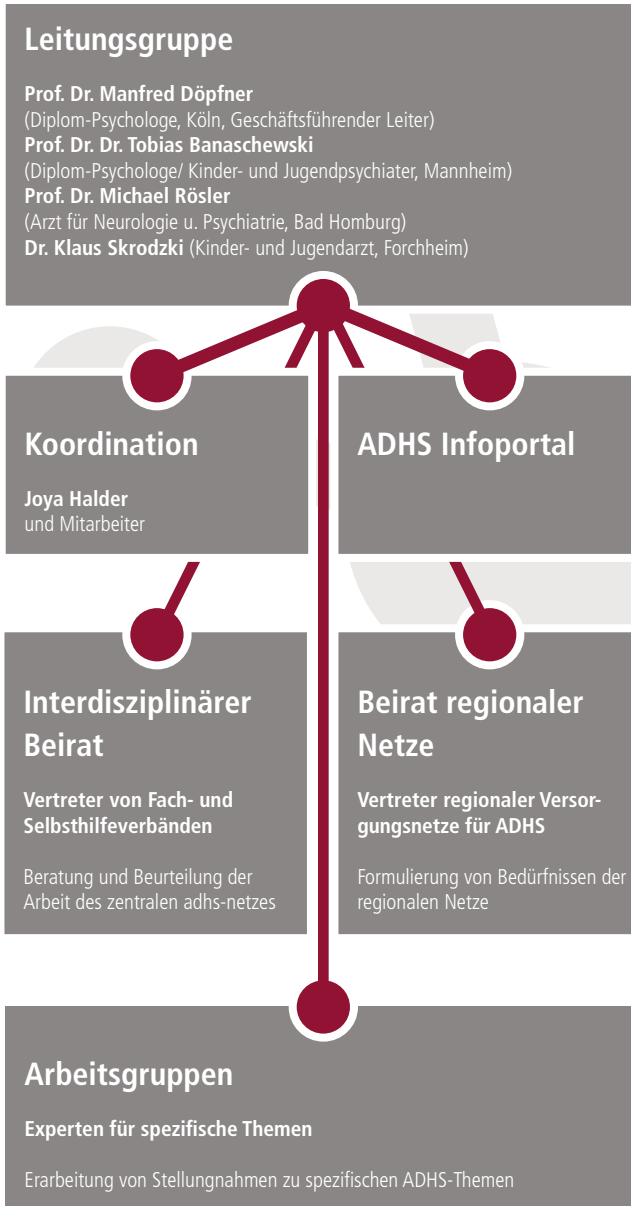 Leitungsgruppe
Prof. Dr. Manfred Döpfner
(Diplom-Psychologe, Köln, Geschäftsführender Leiter)
Prof. Dr. Dr. Tobias Banaschewski
(Diplom-Psychologe/ Kinder- und Jugendpsychiater, Mannheim)
Prof. Dr. Michael Rösler
(Arzt für Neurologie u. Psychiatrie, Bad Homburg)
Dr. Klaus Skrodzki (Kinder- und Jugendarzt, Forchheim)
Koordination
Joya Halder
und Mitarbeiter
ADHS Infoportal
Interdisziplinärer
Beirat
Vertreter von Fach- und
Selbsthilfeverbänden
Beratung und Beurteilung der
Arbeit des zentralen adhs-netzes
Beirat regionaler
Netze
Vertreter regionaler Versor-
gungsnetze für ADHS
Formulierung von Bedürfnissen der
regionalen Netze
Arbeitsgruppen
Experten für spezifische Themen
Erarbeitung von Stellungnahmen zu spezifischen ADHS-Themen